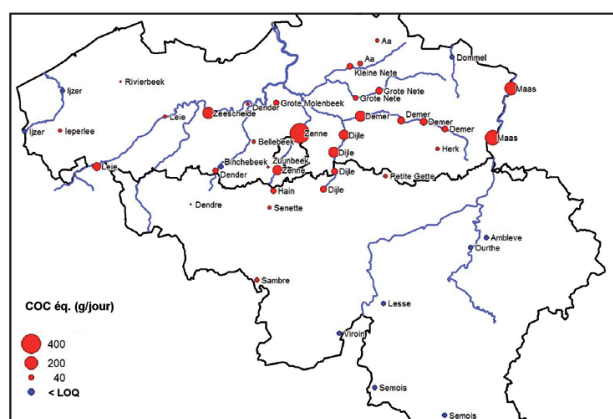 Aa
Aa
Dommel
Kleine Nete
Ijzer
Rivierbeek
Grote Nete
Maas
Grote Nete
Dender
Grote Molenbeek
Leie
Zeeschelde
Demer
Demer
Demer
Ijzer
Ieperlee
Zenne
Dijle
Bellebeek
Maas
Herk
Dijle
Leie
Binchebeek
Zuunbeek
Dender
Zenne
Dijle
Petite Gette
Hain
Dijle
Dendre
Senette
Ambleve
Ourthe
Sambre
COC éq. (g/jour)
Lesse
400
Viroin
200
40
< LOQ
Semois
Semois